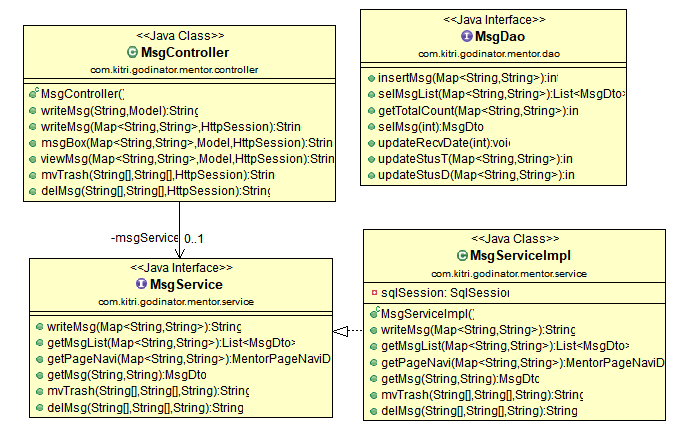 <<Java Class>>
MsgController
com.kitri.godinator.mentor.controller
MsgController()
writeMsg(String,Model):String
writeMsg(Map<String,String>,HttpSession):Strin
msgBox(Map<String,String>,Model,HttpSession):Strin
viewMsg(Map<String,String>,Model,HttpSession):Strin
mvTrash(String[],String[],HttpSession):Strin
delMsg(String[],String[],HttpSession):String
<<Java Interface>>
MsgDao
com.kitri.godinator.mentor.dao
insertMsg(Map<String,String>):int
selMsgList(Map<String,String>):List<MsgDto>
getTotalCount(Map<String,String>):in
selMsg(int):MsgDto
updateRecvDate(int):void
updateStusT(Map<String,String>):in
updateStusD(Map<String,String>):in
-msgService 0..1
<<Java Interface>>
MsgService
com.kitri.godinator.mentor.service
writeMsg(Map<String,String>):String
getMsgList(Map<String,String>):List<MsgDto>
getPageNavi(Map<String,String>):MentorPageNaviD
getMsg(String,String):MsgDto
mvTrash(String[],String[],String):String
delMsg(String[],String[],String):String
<<Java Class>>
MsgServiceImpl
com.kitri.godinator.mentor.service
sqlSession: SqlSession
MsgServiceImpl()
writeMsg(Map<String,String>):String
getMsgList(Map<String,String>):List<MsgDto>
getPageNavi(Map<String,String>):MentorPageNaviD
getMsg(String,String):MsgDto
mvTrash(String[],String[],String):String
delMsg(String[],String[],String):String